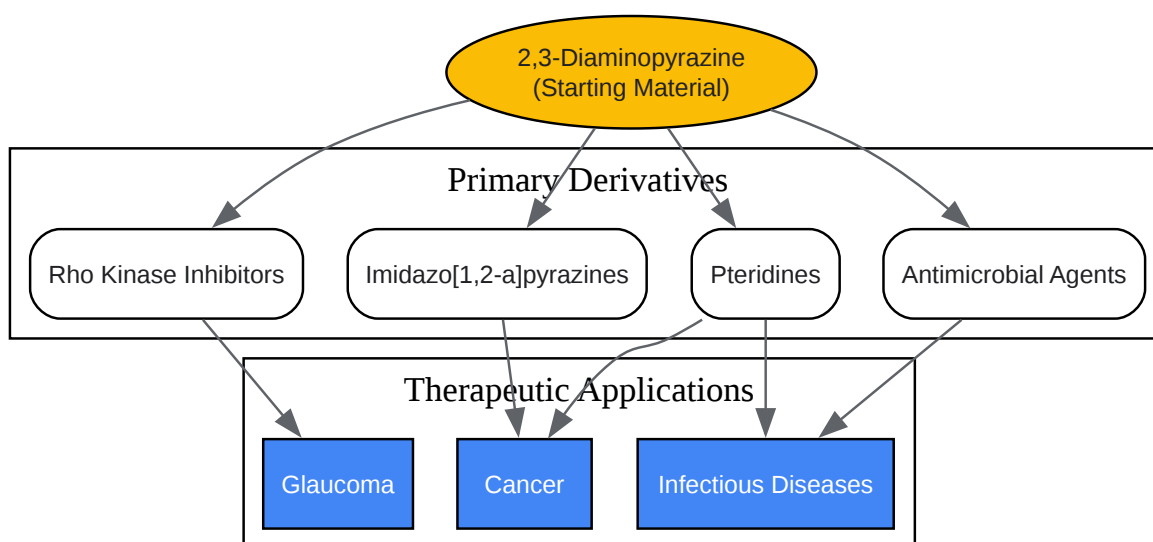 2,3-Diaminopyrazine
(Starting Material)
Primary Derivatives
Rho Kinase Inhibitors
Imidazo[1,2-a]pyrazines
Pteridines
Antimicrobial Agents
Therapeutic Applications
Glaucoma
Cancer
Infectious Diseases